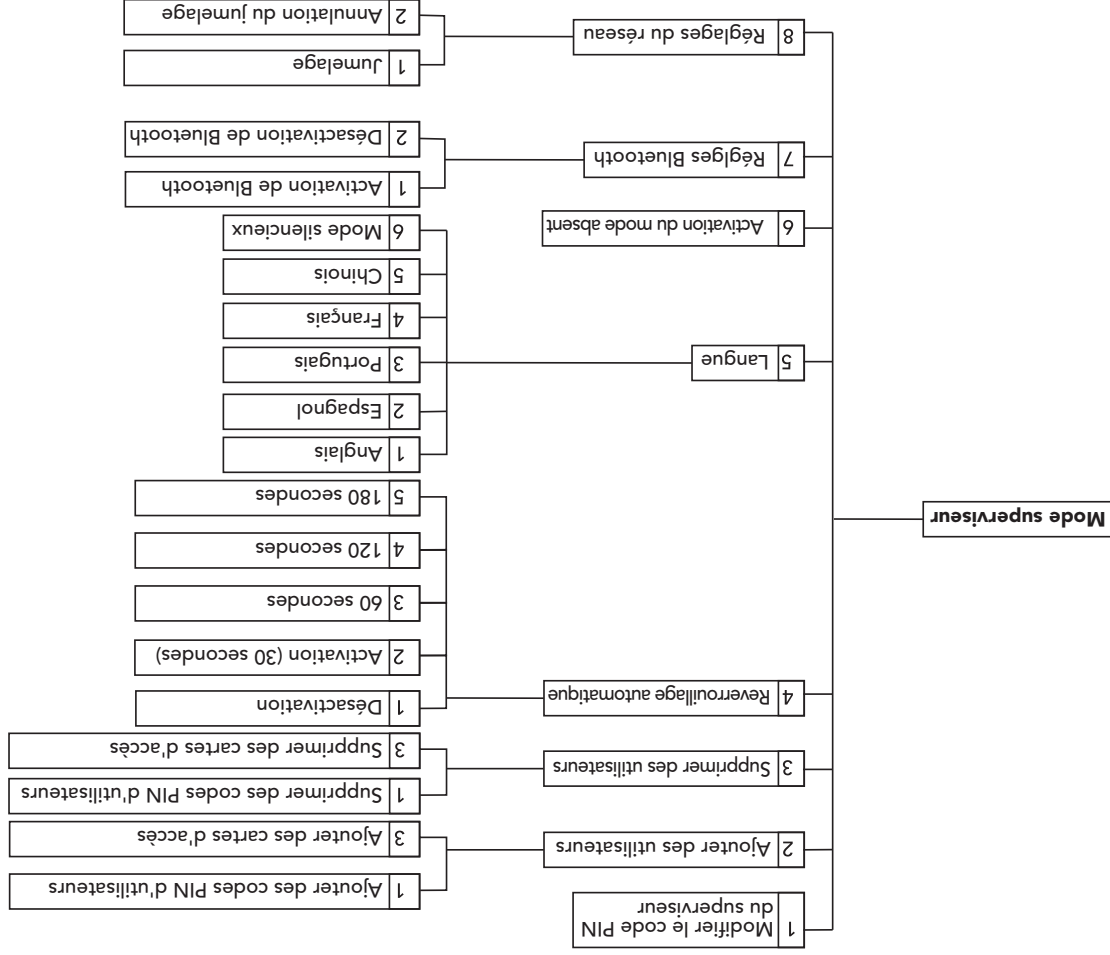 Mode superviseur
1 Modifier le code PIN
du superviseur
2 Ajouter des utilisateurs
1 Ajouter des codes PIN d'utilisateurs
3 Ajouter des cartes d'accès
3 Supprimer des utilisateurs
1 Supprimer des codes PIN d'utilisateurs
3 Supprimer des cartes d'accès
4 Reverrouillage automatique
1 Désactivation
2 Activation (30 secondes)
3 60 secondes
4 120 secondes
5 180 secondes
5 Langue
1 Anglais
2 Espagnol
3 Portugais
4 Français
5 Chinois
6 Mode silencieux
6 Activation du mode absent
7 Réglges Bluetooth
1 Activation de Bluetooth
2 Désactivation de Bluetooth
8 Réglages du réseau
1 Jumelage
2 Annulation du jumelage